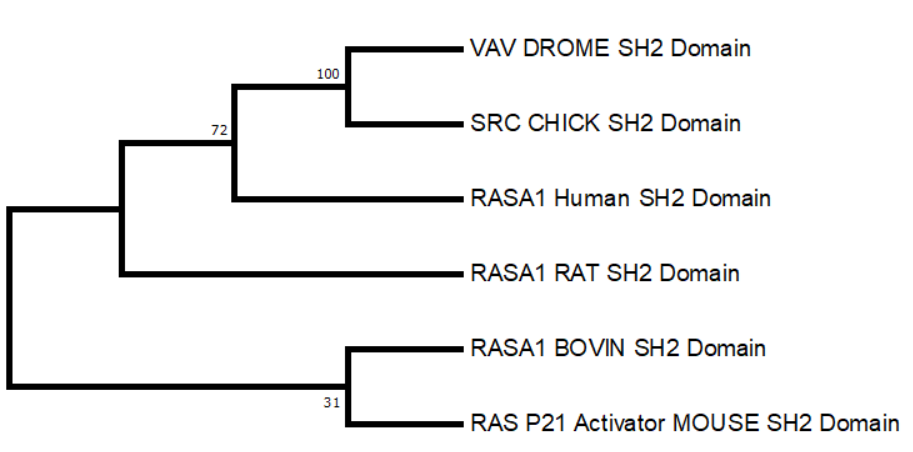 VAV DROME SH2 Domain
100
SRC CHICK SH2 Domain
72
RASA1 Human SH2 Domain
RASA1 RAT SH2 Domain
RASA1 BOVIN SH2 Domain
31
RAS P21 Activator MOUSE SH2 Domain